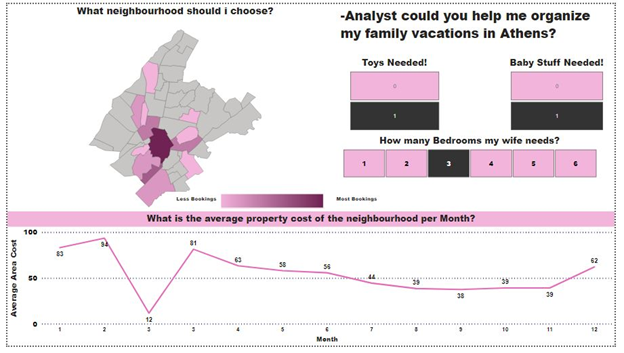 What neighbourhood should i choose?
-Analyst could you help me organize
my family vacations in Athens?
Toys Needed!
Baby Stuff Needed!
0
0
1
1
How many Bedrooms my wife needs?
1 2 3 4 5 6
Less Bookings
Most Bookings
What is the average property cost of the neighbourhood per Month?
Average Area Cost
100
50
0
83 94 12 81 63 58 56 44 39 38 39 39 62
1 2 3 3 4 5 6 7 8 9 10 11 12
Month